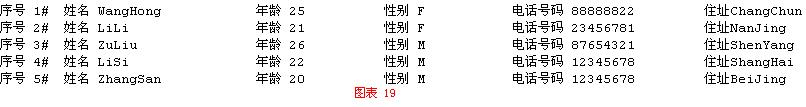 序号 1# 姓名 WangHong 年龄 25 性别 F 电话号码 88888822 住址ChangChun
序号 2# 姓名 LiLi 年龄 21 性别 F 电话号码 23456781 住址NanJing
序号 3# 姓名 ZuLiu 年龄 26 性别 M 电话号码 87654321 住址ShenYang
序号 4# 姓名 LiSi 年龄 22 性别 M 电话号码 12345678 住址ShangHai
序号 5# 姓名 ZhangSan 年龄 20 性别 M 电话号码 12345678 住址BeiJing
图表 19